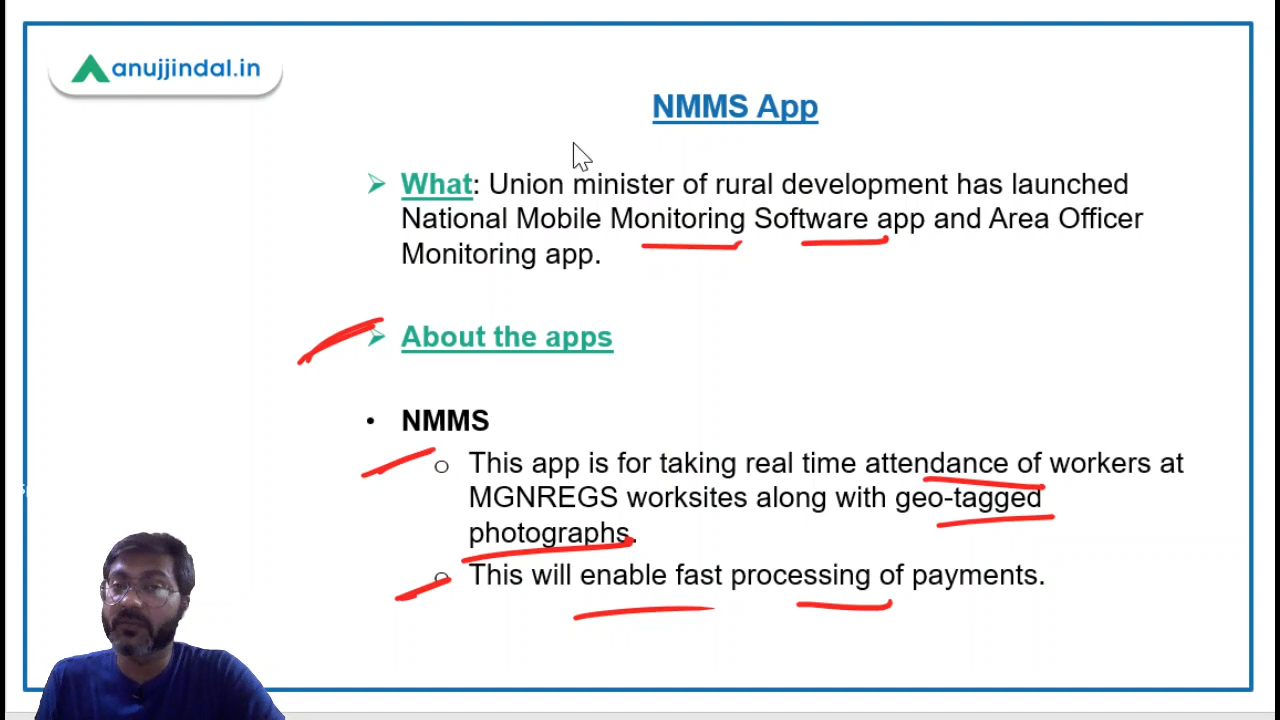 anujjindal.in
NMMS App
What: Union minister of rural development has launched
National Mobile Monitoring Software app and Area Officer
Monitoring app.
About the apps
NMMS
This app is for taking real time attendance of workers at
MGNREGS worksites along with geo-tagged
photographs.
This will enable fast processing of payments.